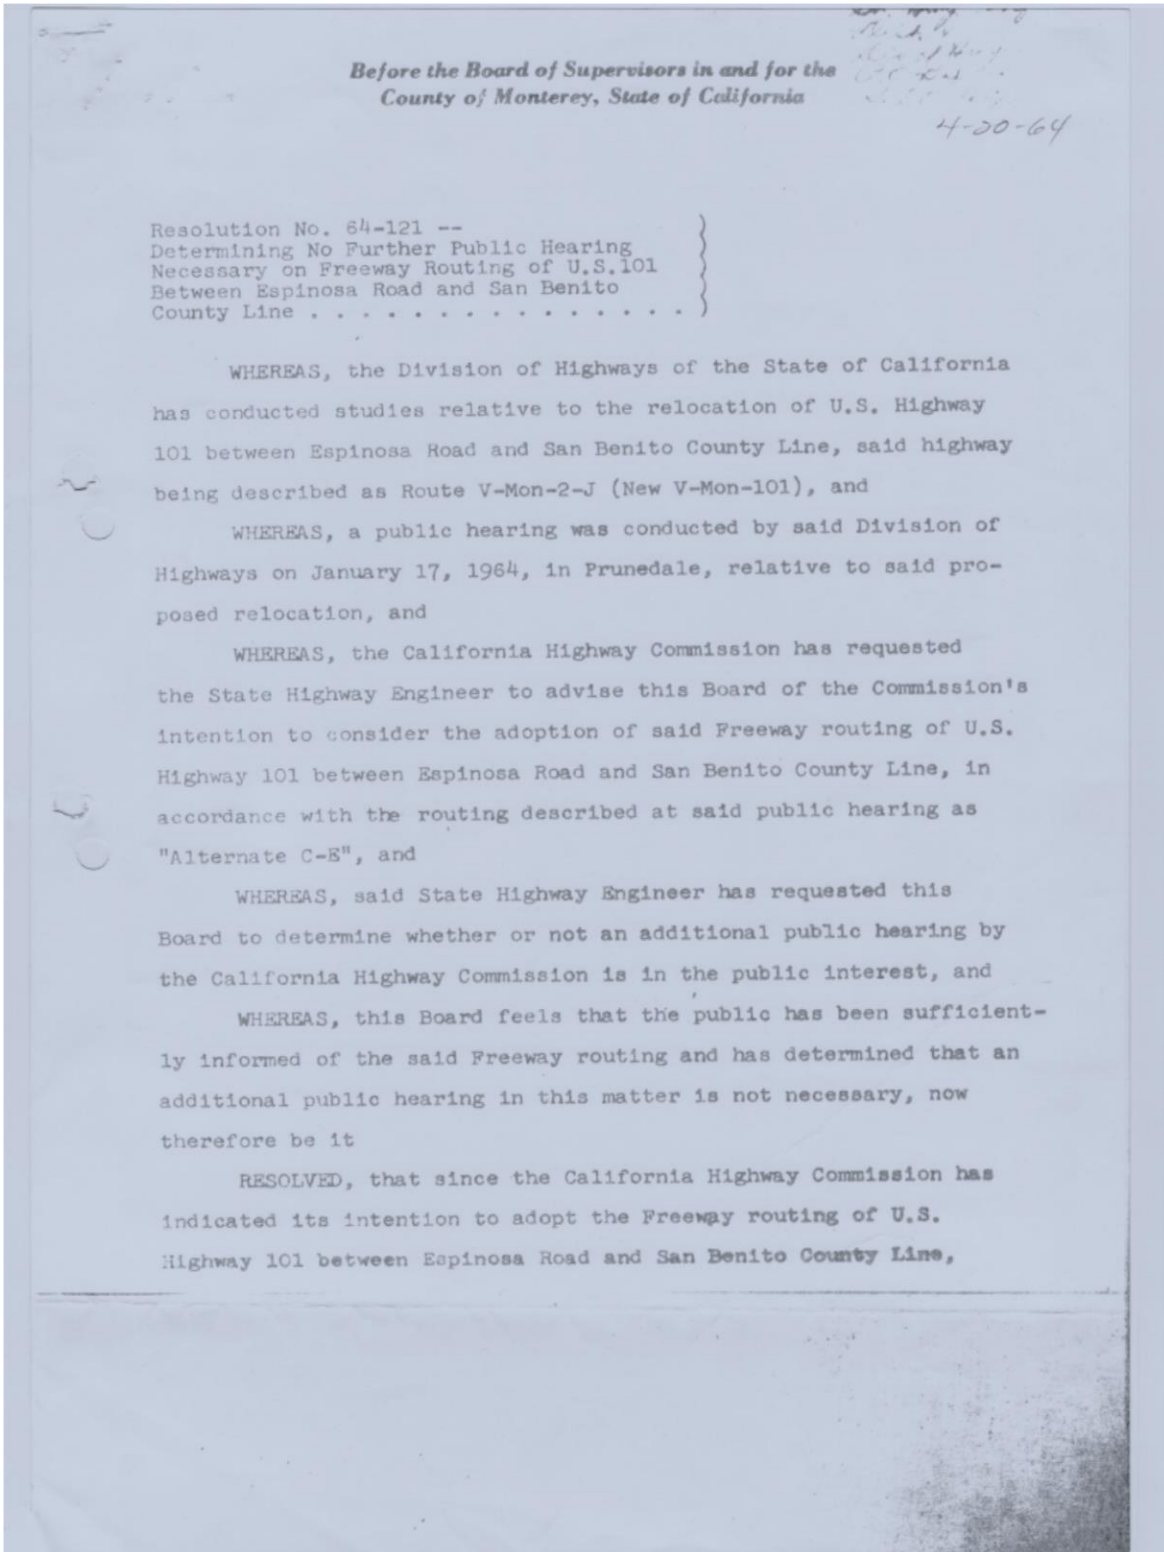 Before the Board of Supervisors in and for the
County of Monterey, State of California
4-20-64
Resolution No. 64-121 --
Determining No Further Public Hearing
Necessary on Freeway Routing of U.S.101
Between Espinosa Road and San Benito
County Line . . . . . . . . . . . . . . .
WHEREAS, the Division of Highways of the State of California
has conducted studies relative to the relocation of U.S. Highway
101 between Espinosa Road and San Benito County Line, said highway
being described as Route V-Mon-2-J (New V-Mon-101), and
WHEREAS, a public hearing was conducted by said Division of
Highways on January 17, 1964, in Prunedale, relative to said pro-
posed relocation, and
WHEREAS, the California Highway Commission has requested
the State Highway Engineer to advise this Board of the Commission's
intention to consider the adoption of said Freeway routing of U.S.
Highway 101 between Espinosa Road and San Benito County Line, in
accordance with the routing described at said public hearing as
"Alternate C-E", and
WHEREAS, said State Highway Engineer has requested this
Board to determine whether or not an additional public hearing by
the California Highway Commission is in the public interest, and
WHEREAS, this Board feels that the public has been sufficient-
ly informed of the said Freeway routing and has determined that an
additional public hearing in this matter is not necessary, now
therefore be it
RESOLVED, that since the California Highway Commission has
indicated its intention to adopt the Freeway routing of U.S.
Highway 101 between Espinosa Road and San Benito County Line,